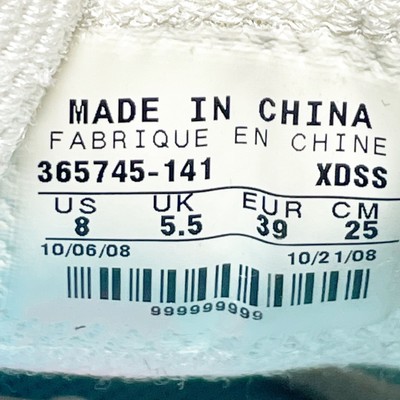 MADE IN CHINA
FABRIQUE EN CHINE
365745-141 XDSS
US UK EUR CM
8 5.5 39 25
10/06/08 10/21/08
999999999